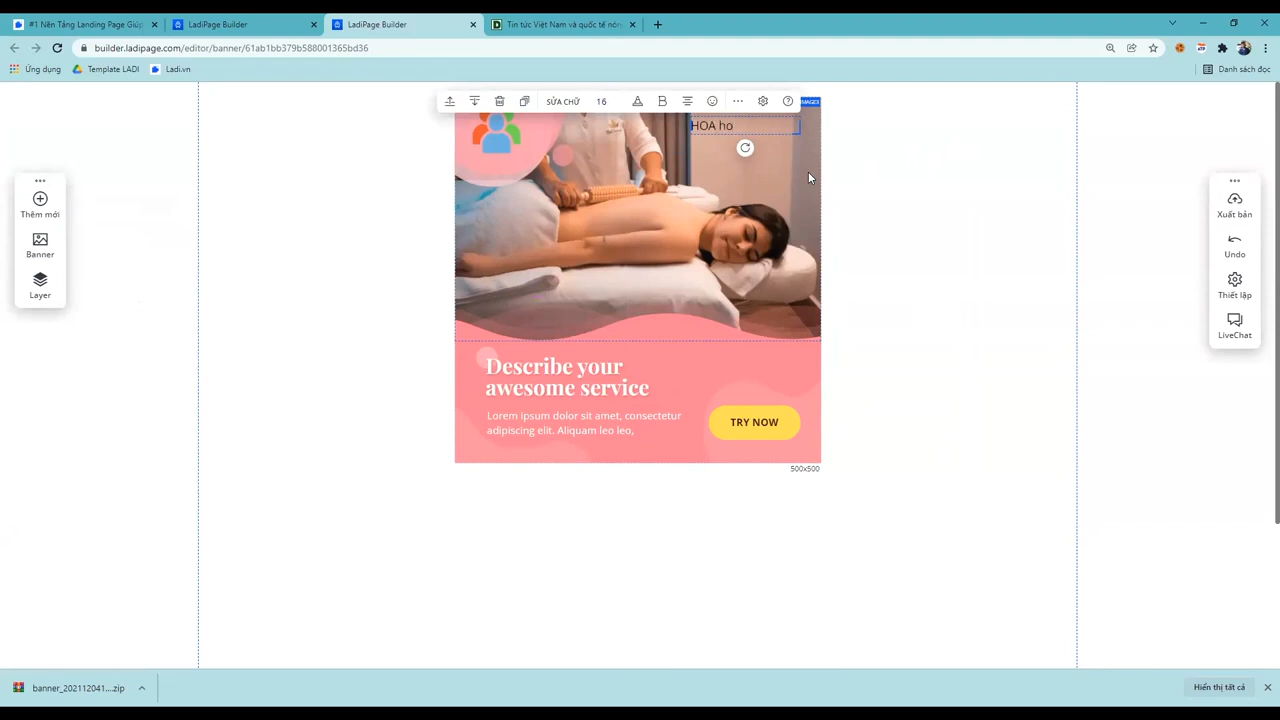 #1 Nền Tảng Landing Page Giúp
LadiPage Builder
LadiPage Builder
Tin tức Việt Nam và quốc tế nón
builder.ladipage.com/editor/banner/61ab1bb379b588001365bd36
Ứng dụng
Template LADI
Ladi.vn
Danh sách đọc
SỬA CHỮ
16
B
HOA ho
Thêm mới
Banner
Layer
Xuất bản
Undo
Thiết lập
LiveChat
Describe your
awesome service
Lorem ipsum dolor sit amet, consectetur
adipiscing elit. Aliquam leo leo,
TRY NOW
500x500
banner_202112041....zip
Hiển thị tất cả